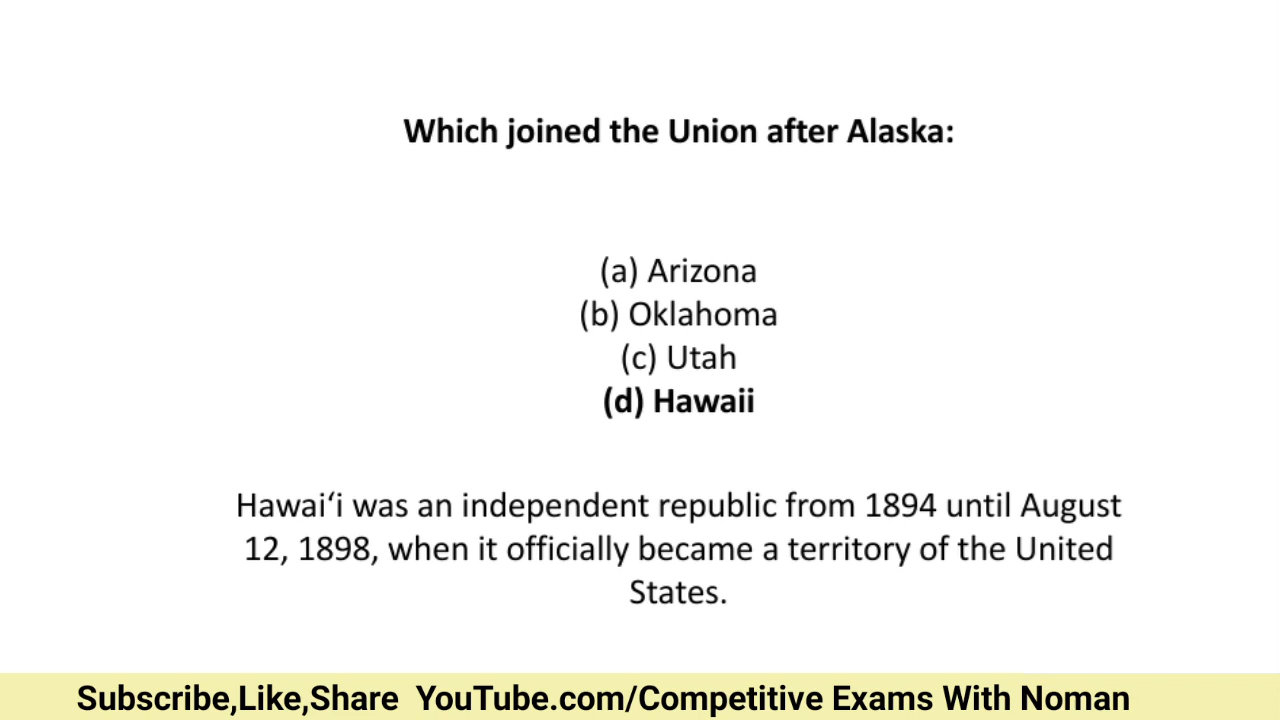 Which joined the Union after Alaska:
(a) Arizona
(b) Oklahoma
(c) Utah
(d) Hawaii
Hawai‘i was an independent republic from 1894 until August
12, 1898, when it officially became a territory of the United
States.
Subscribe,Like,Share  YouTube.com/Competitive Exams With Noman